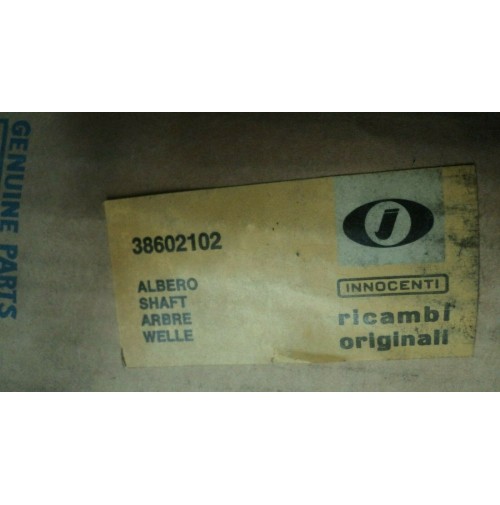 GENUINE PARTS
38602102
ALBERO
SHAFT
ARBRE
WELLE
j
INNOCENTI
ricambi
originali